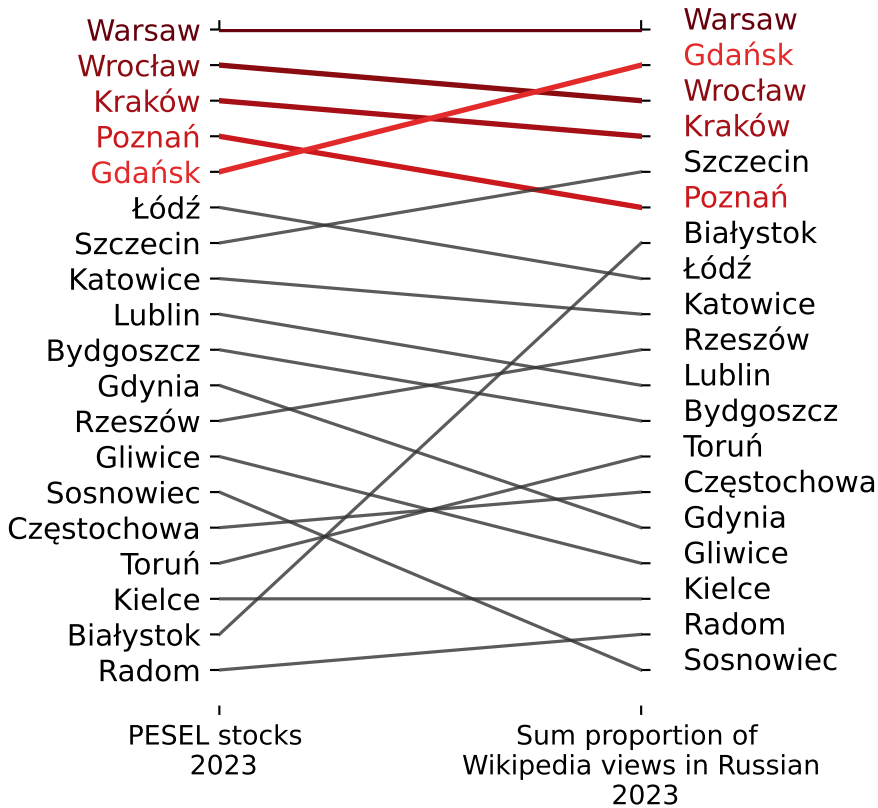 Warsaw
Wrocław
Kraków
Poznań
Gdańsk
Łódź
Szczecin
Katowice
Lublin
Bydgoszcz
Gdynia
Rzeszów
Gliwice
Sosnowiec
Częstochowa
Toruń
Kielce
Białystok
Radom
Warsaw
Gdańsk
Wrocław
Kraków
Szczecin
Poznań
Białystok
Łódź
Katowice
Rzeszów
Lublin
Bydgoszcz
Toruń
Częstochowa
Gdynia
Gliwice
Kielce
Radom
Sosnowiec
PESEL stocks
2023
Sum proportion of
Wikipedia views in Russian
2023